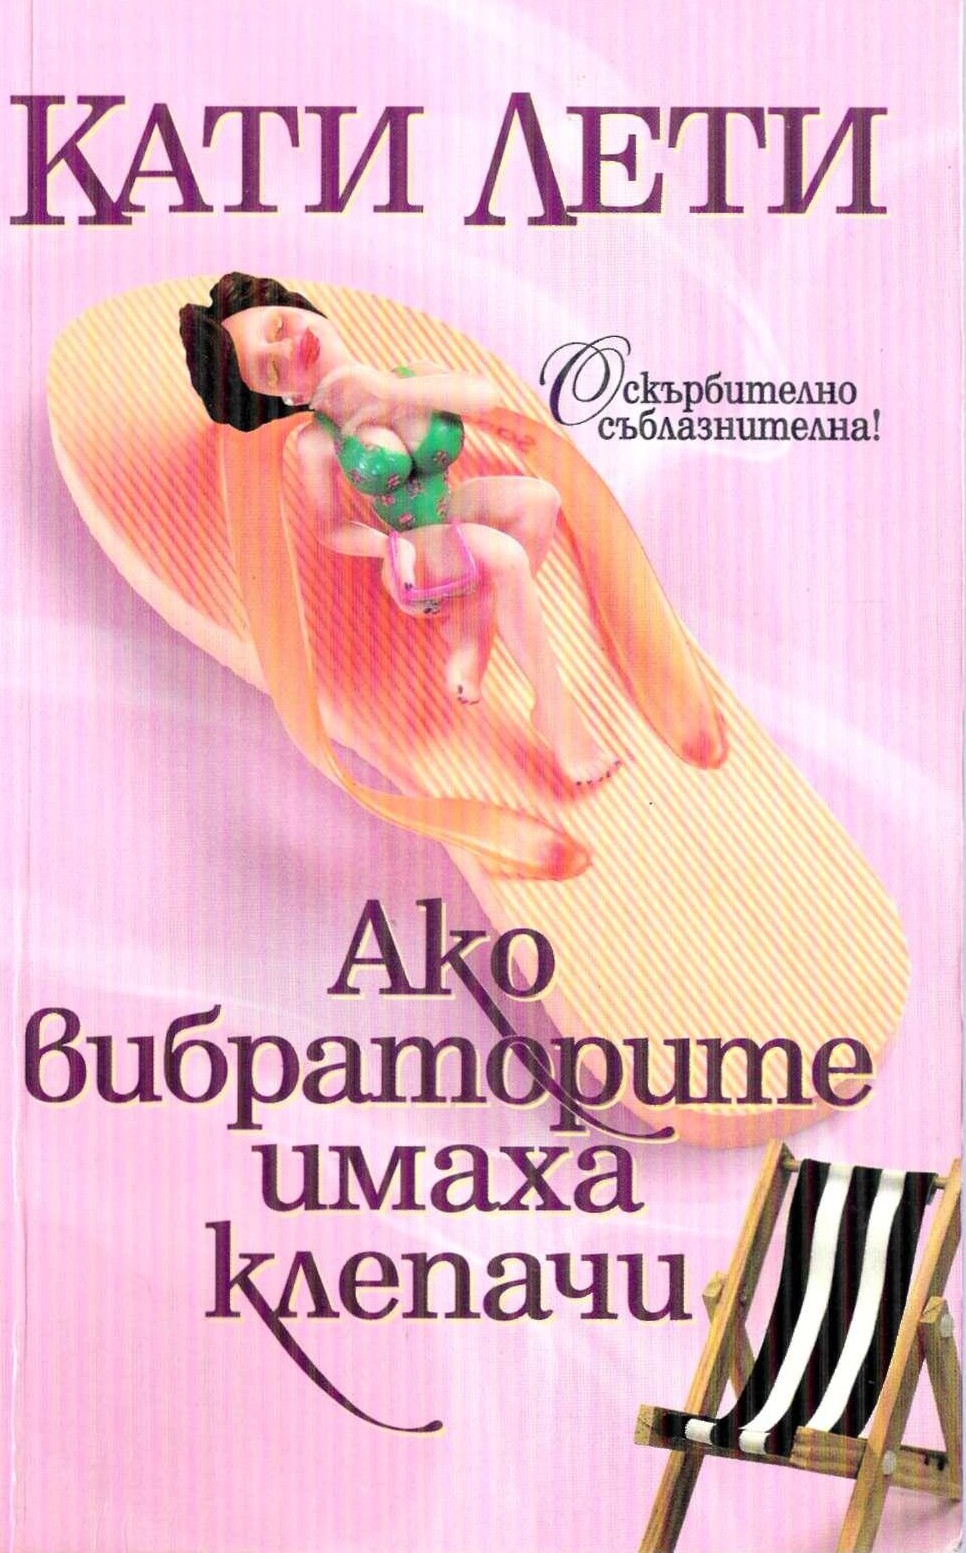 КАТИ ЛЕТИ
Оскърбително
съблазнителна!
Ако
вибраторите
имаха
клепачи